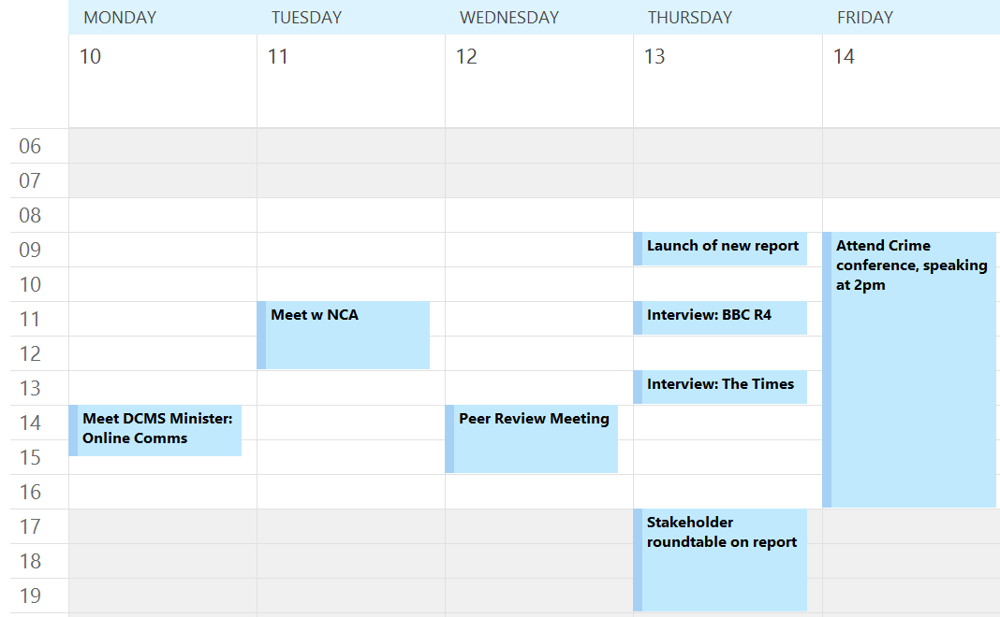 MONDAY TUESDAY WEDNESDAY THURSDAY FRIDAY
10 11 12 13 14
06
07
08
09
10
11
12
13
14
15
16
17
18
19
Meet DCMS Minister:
Online Comms
Meet w NCA
Peer Review Meeting
Launch of new report
Interview: BBC R4
Interview: The Times
Stakeholder
roundtable on report
Attend Crime
conference, speaking
at 2pm